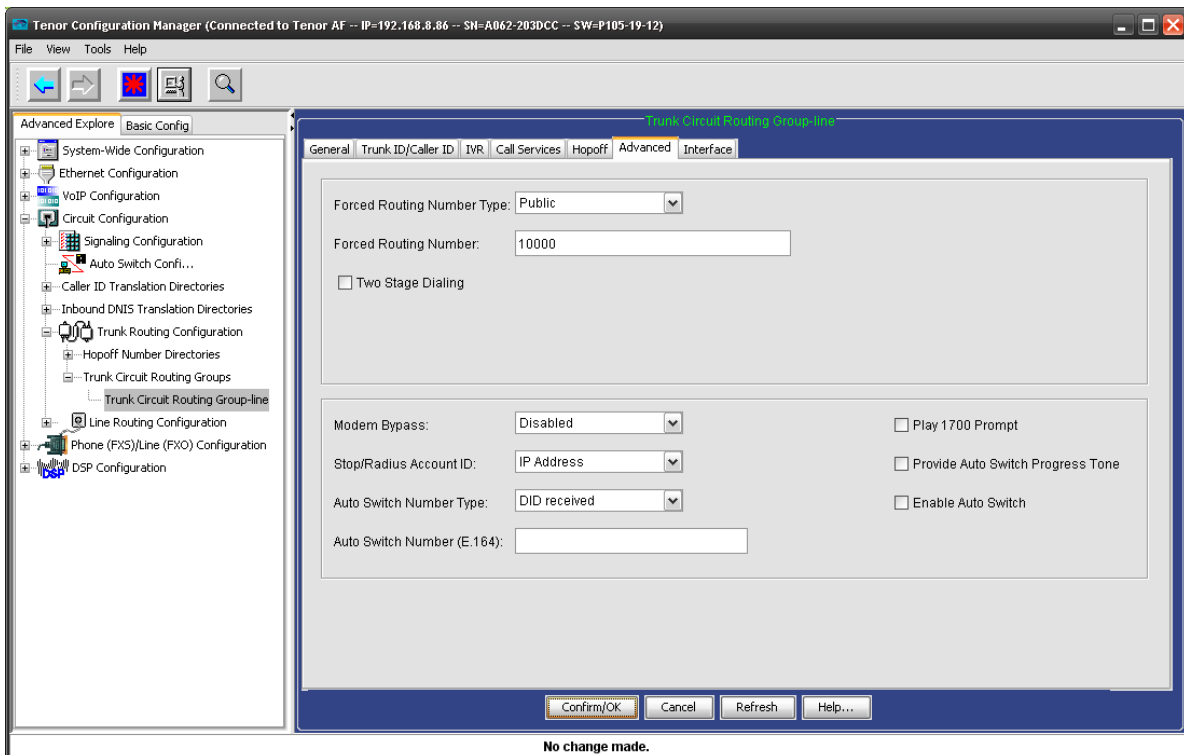 Tenor Configuration Manager (Connected to Tenor AF -- IP=192.168.8.86 -- SN=A062-203DCC -- SW=P105-19-12)
File View Tools Help
Advanced Explore Basic Config
System-Wide Configuration
Ethernet Configuration
VoIP Configuration
Circuit Configuration
Signaling Configuration
Auto Switch Confi...
Caller ID Translation Directories
Inbound DNIS Translation Directories
Trunk Routing Configuration
Hopoff Number Directories
Trunk Circuit Routing Groups
Trunk Circuit Routing Group-line
Line Routing Configuration
Phone (FXS)/Line (FXO) Configuration
DSP Configuration
Trunk Circuit Routing Group-line
General Trunk ID/Caller ID IVR Call Services Hopoff Advanced Interface
Forced Routing Number Type: Public
Forced Routing Number: 10000
Two Stage Dialing
Modem Bypass: Disabled Play 1700 Prompt
Stop/Radius Account ID: IP Address Provide Auto Switch Progress Tone
Auto Switch Number Type: DID received Enable Auto Switch
Auto Switch Number (E.164):
Confirm/OK Cancel Refresh Help...
No change made.